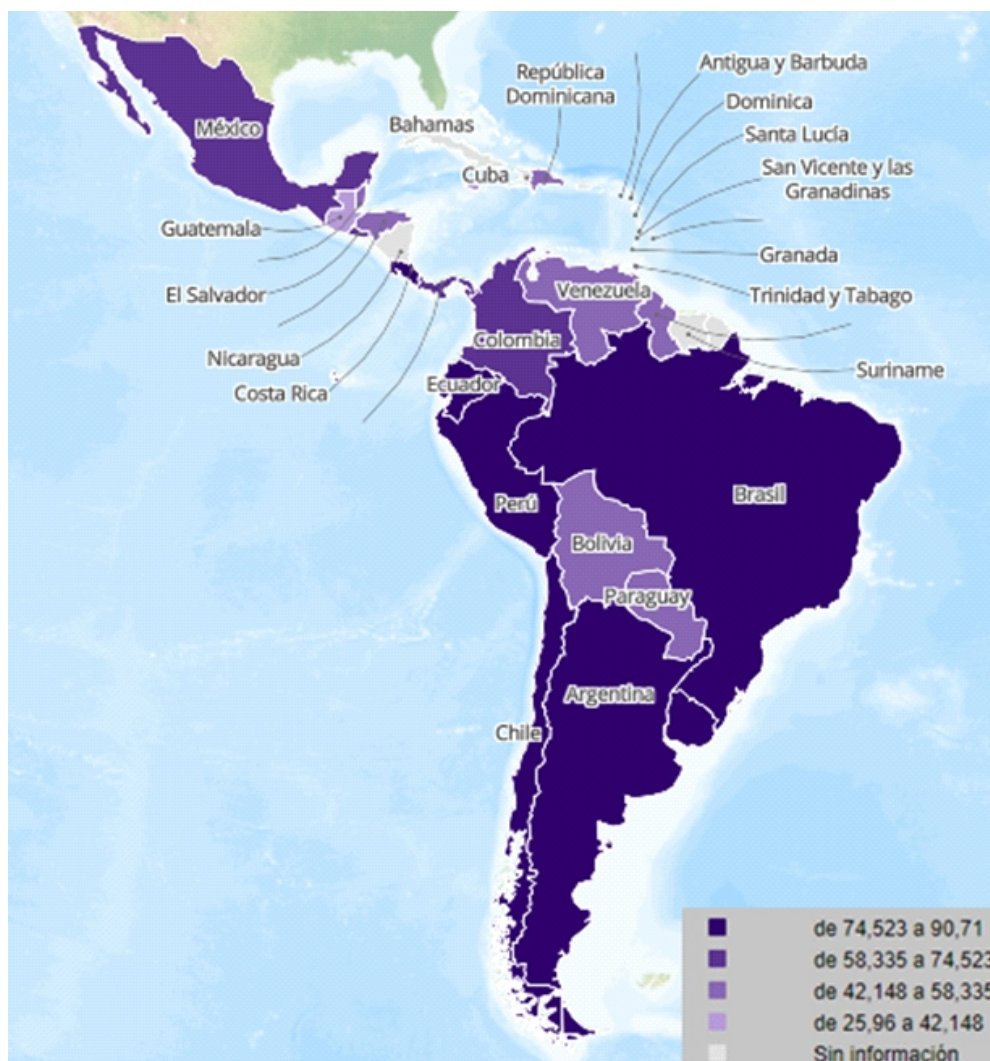 República
Dominicana
Antigua y Barbuda
Dominica
Santa Lucía
San Vicente y las
Granadinas
México
Bahamas
Cuba
Guatemala
El Salvador
Nicaragua
Costa Rica
Granada
Trinidad y Tabago
Suriname
Venezuela
Colombia
Ecuador
Perú
Brasil
Bolivia
Paraguay
Argentina
Chile
de 74,523 a 90,71
de 58,335 a 74,523
de 42,148 a 58,335
de 25,96 a 42,148
Sin información